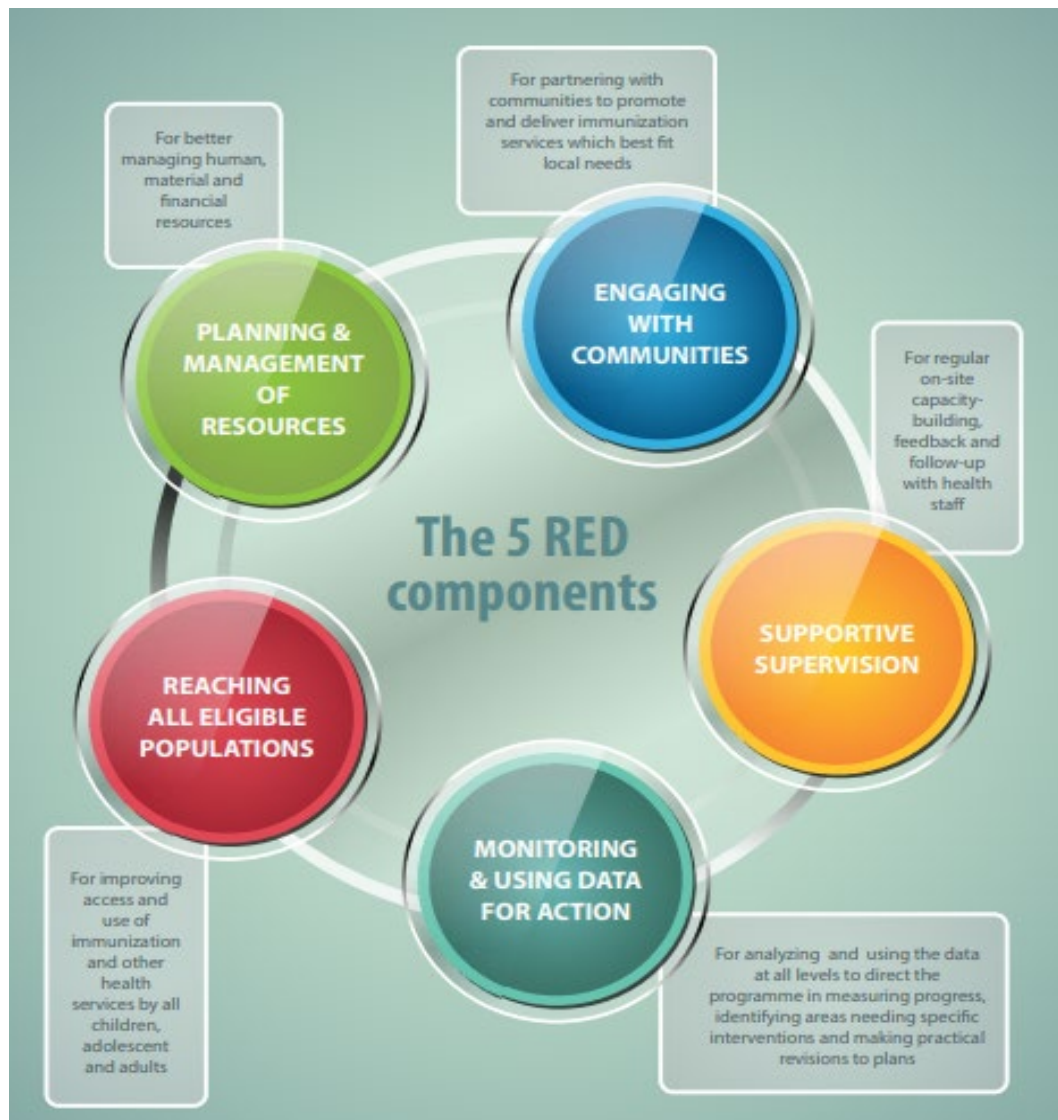 For partnering with
communities to promote
and deliver immunization
services which best fit
local needs
For better
managing human,
material and
financial
resources
ENGAGING
WITH
COMMUNITIES
PLANNING &
MANAGEMENT
OF
RESOURCES
For regular
on-site
capacity-
building,
feedback and
follow-up
with health
staff
The 5 RED
components
SUPPORTIVE
SUPERVISION
REACHING
ALL ELIGIBLE
POPULATIONS
MONITORING
& USING DATA
FOR ACTION
For improving
access and
use of
immunization
and other
health
services by all
children,
adolescent
and adults
For analyzing and using the data
at all levels to direct the
programme in measuring progress,
identifying areas needing specific
interventions and making practical
revisions to plans